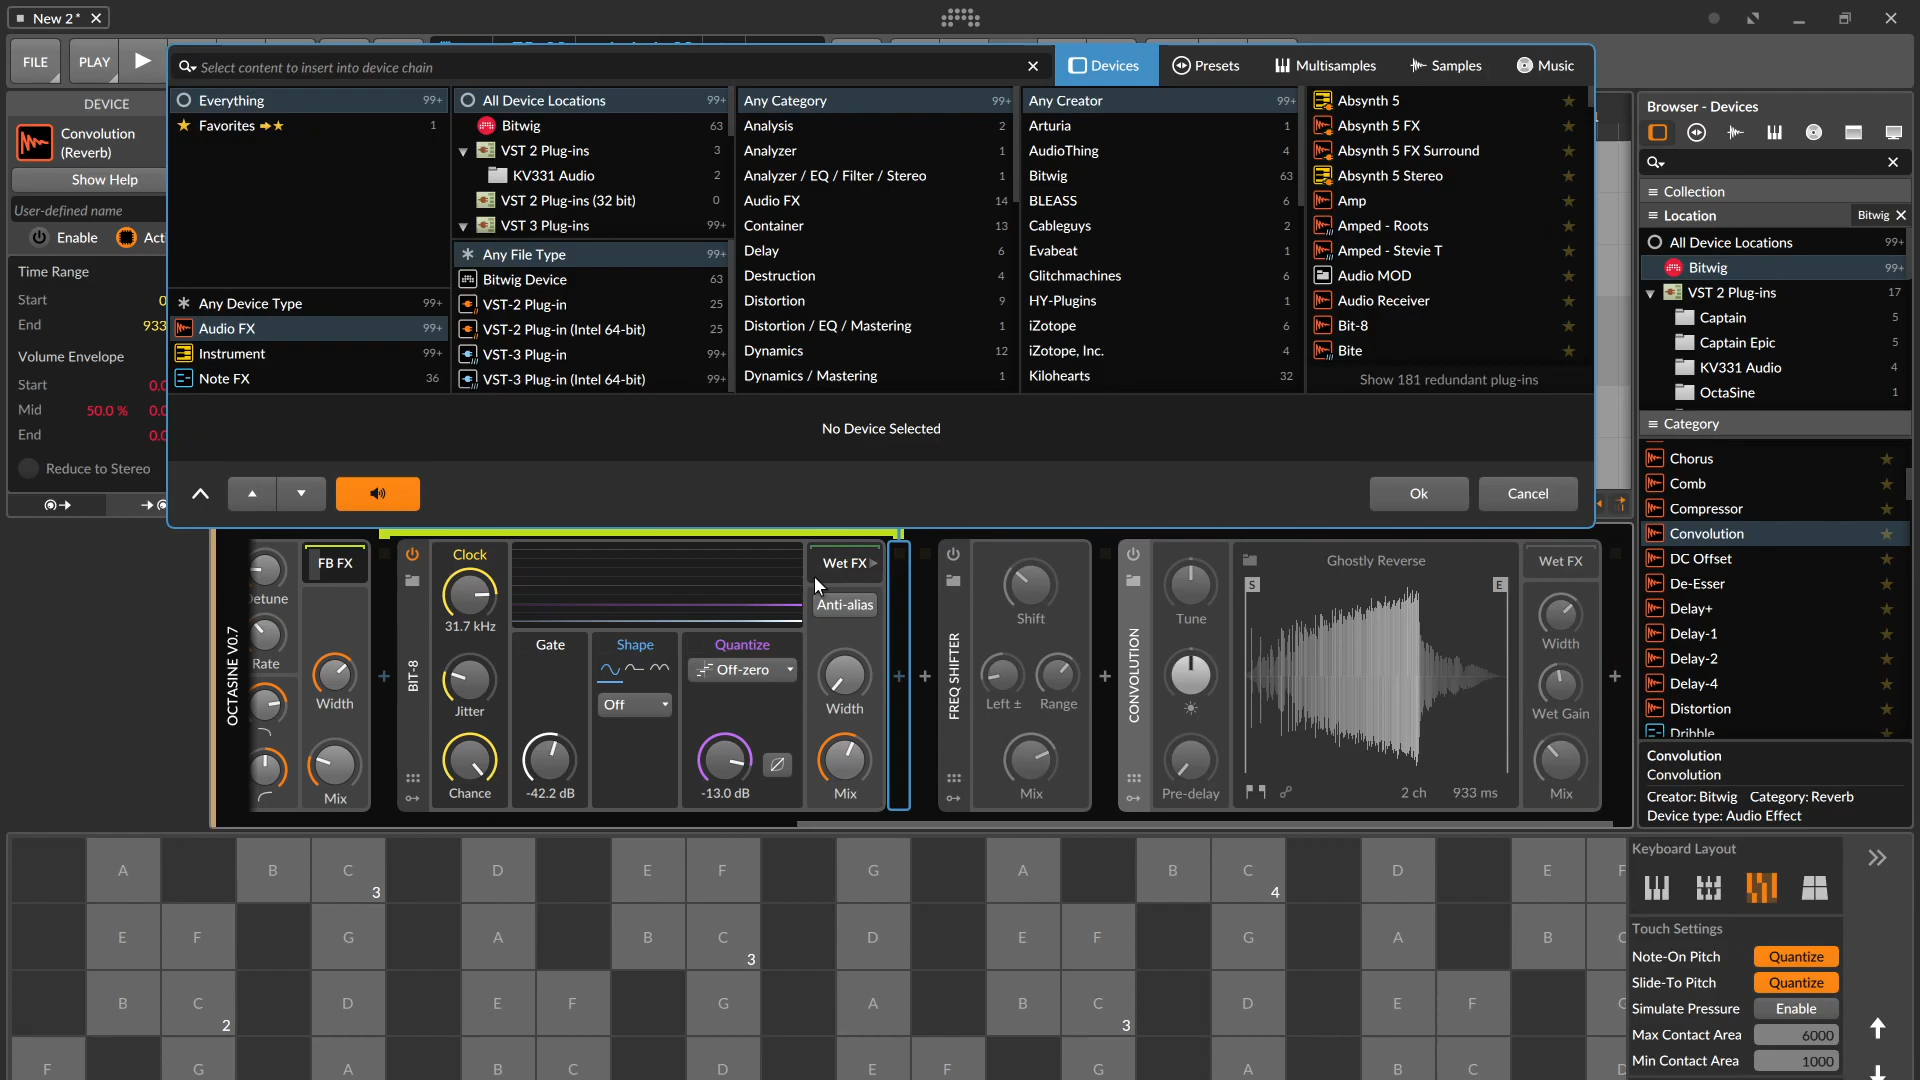 New 2*
FILE
PLAY
DEVICE
Convolution
(Reverb)
Show Help
User-defined name
Enable
Time Range
Start
End
933
Volume Envelope
Start
0.0
Mid
50.0 %
0.0
End
0.0
Reduce to Stereo
Select content to insert into device chain
Devices
Presets
Multisamples
Samples
Music
Everything 99+
Favorites 1
Any Device Type 99+
Audio FX 99+
Instrument 99+
Note FX 36
All Device Locations 99+
Bitwig 63
VST 2 Plug-ins 3
KV331 Audio 2
VST 2 Plug-ins (32 bit) 0
VST 3 Plug-ins 99+
Any File Type 99+
Bitwig Device 63
VST-2 Plug-in 25
VST-2 Plug-in (Intel 64-bit) 25
VST-3 Plug-in 99+
VST-3 Plug-in (Intel 64-bit) 99+
Any Category 99+
Analysis 2
Analyzer 1
Analyzer / EQ / Filter / Stereo 1
Audio FX 14
Container 13
Delay 6
Destruction 4
Distortion 9
Distortion / EQ / Mastering 1
Dynamics 12
Dynamics / Mastering 1
Any Creator 99+
Arturia 1
AudioThing 4
Bitwig 63
BLEASS 6
Cableguys 2
Evabeat 1
Glitchmachines 6
HY-Plugins 1
iZotope 6
iZotope, Inc. 4
Kilohearts 32
Absynth 5
Absynth 5 FX
Absynth 5 FX Surround
Absynth 5 Stereo
Amp
Amped - Roots
Amped - Stevie T
Audio MOD
Audio Receiver
Bit-8
Bite
Show 181 redundant plug-ins
No Device Selected
Ok
Cancel
Browser - Devices
Collection
Location
Bitwig
All Device Locations 99+
Bitwig 99+
VST 2 Plug-ins 17
Captain 5
Captain Epic 5
KV331 Audio 4
OctaSine 1
Category
Chorus
Comb
Compressor
Convolution
DC Offset
De-Esser
Delay+
Delay-1
Delay-2
Delay-4
Distortion
Dribble
Convolution
Convolution
Creator: Bitwig Category: Reverb
Device type: Audio Effect
OCTASINE V0.7
Rate
FB FX
Width
Mix
BIT-8
Clock
31.7 kHz
Jitter
Chance
Gate
-42.2 dB
Shape
Off
Quantize
Off-zero
-13.0 dB
Wet FX
Anti-alias
Width
Mix
FREQ SHIFTER
Shift
Left ±
Range
Mix
CONVOLUTION
Tune
Pre-delay
Ghostly Reverse
S
E
2 ch
933 ms
Wet FX
Width
Wet Gain
Mix
A B C 3 D E F G A B C 4 D E F
E F G A B C 3 D E F G A B C
B C 2 D E F G A B C 3 D E F
F G A B C D E F G A B C D
Keyboard Layout
Touch Settings
Note-On Pitch Quantize
Slide-To Pitch Quantize
Simulate Pressure Enable
Max Contact Area 6000
Min Contact Area 1000